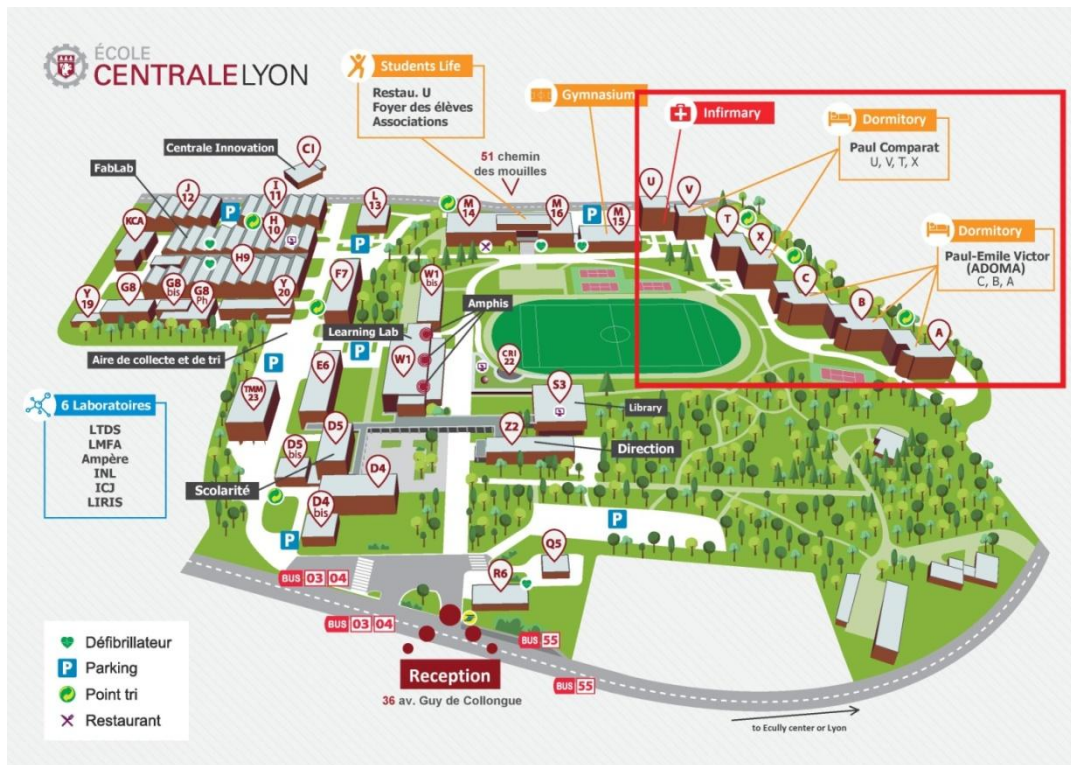 ÉCOLE
CENTRALELYON
Students Life
Restau. U
Foyer des élèves
Associations
Gymnasium
Infirmary
Dormitory
Paul Comparat
U, V, T, X
Dormitory
Paul-Emile Victor
(ADOMA)
C, B, A
Centrale Innovation
CI
FabLab
51 chemin
des mouilles
J
12
I
11
L
13
M
14
M
16
M
15
U
V
T
X
C
B
A
KCA
H
10
H9
P
P
P
G8
G8
bis
G8
Ph
Y
19
Y
20
F7
W1
bis
Amphis
Learning Lab
W1
CRI
22
Aire de collecte et de tri
P
P
E6
TMM
23
S3
Library
Z2
Direction
6 Laboratoires
LTDS
LMFA
Ampère
INL
ICJ
LIRIS
D5
D5
bis
D4
Scolarité
D4
bis
P
P
Q5
R6
BUS 03 04
BUS 03 04
BUS 55
BUS 55
Reception
36 av. Guy de Collongue
to Ecully center or Lyon
Défibrillateur
P Parking
Point tri
Restaurant